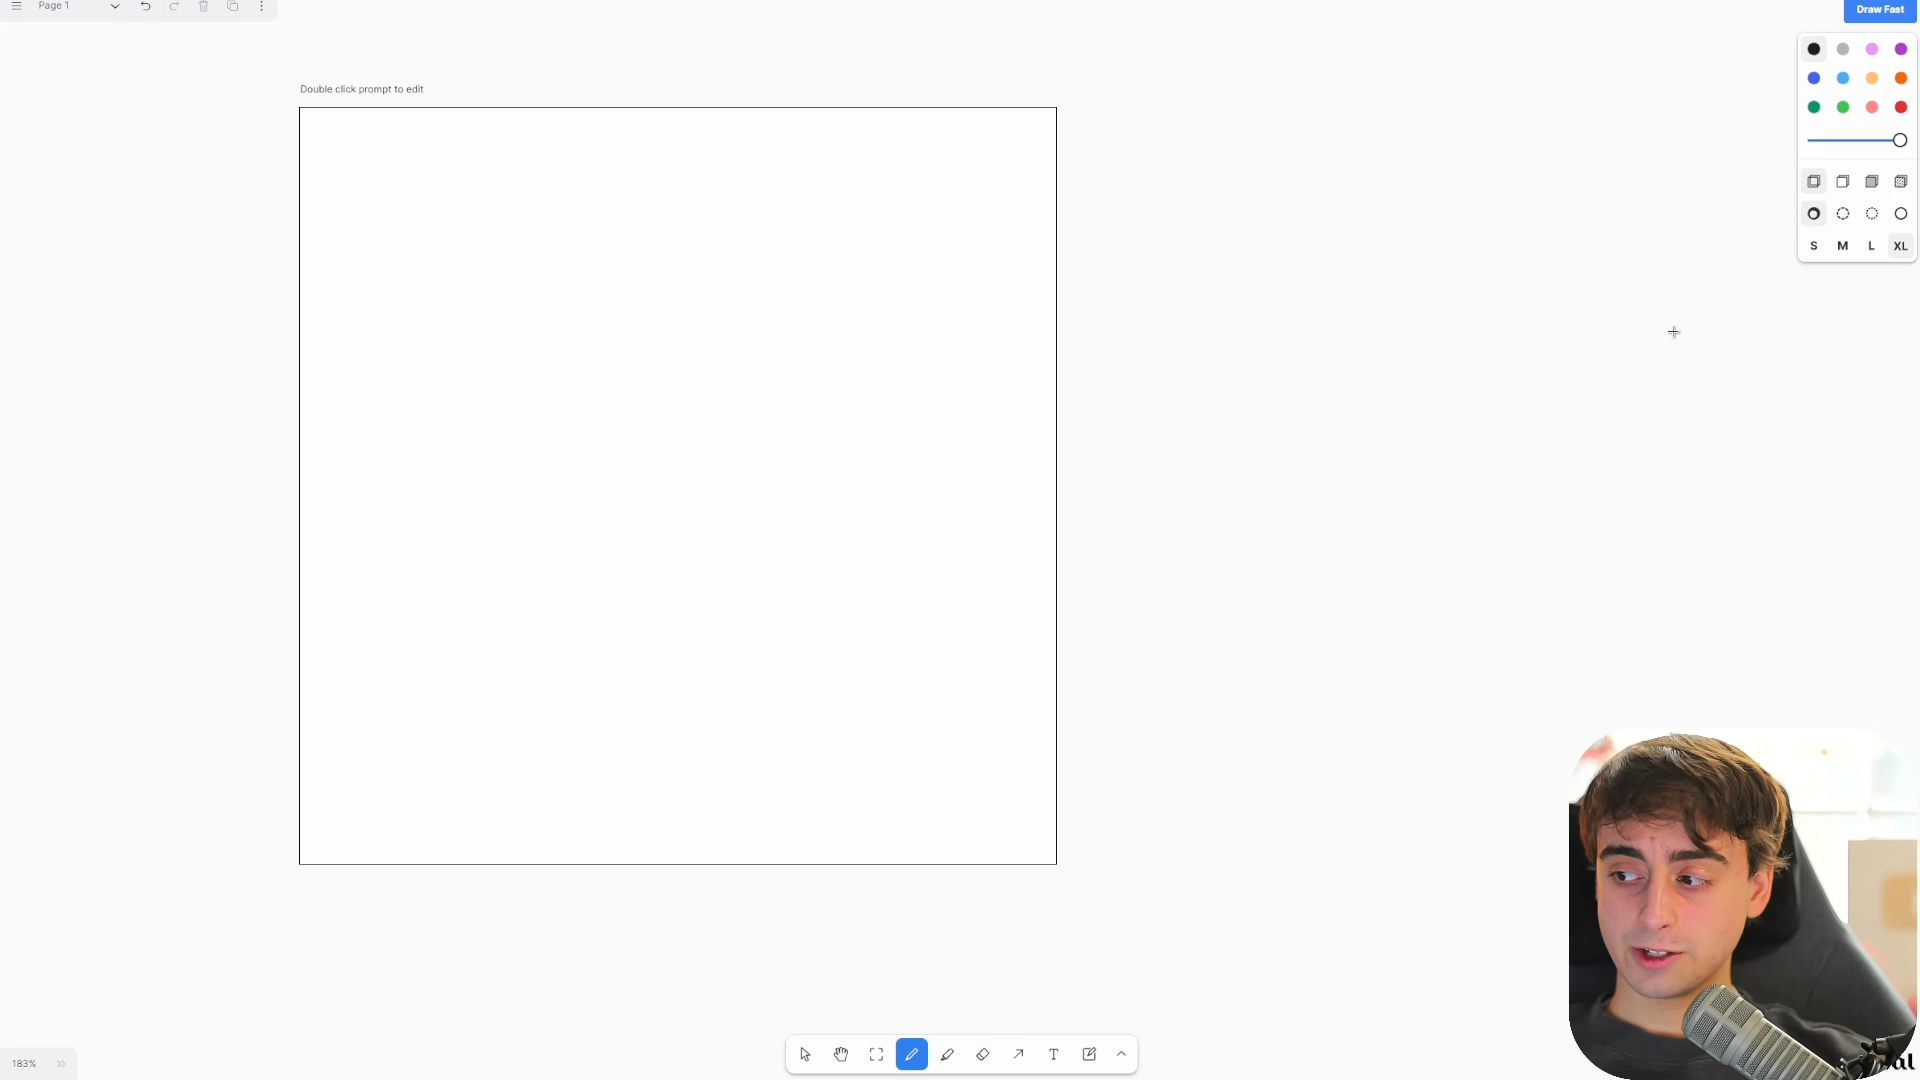 Page 1
Draw Fast
Double click prompt to edit
S M L XL
183%